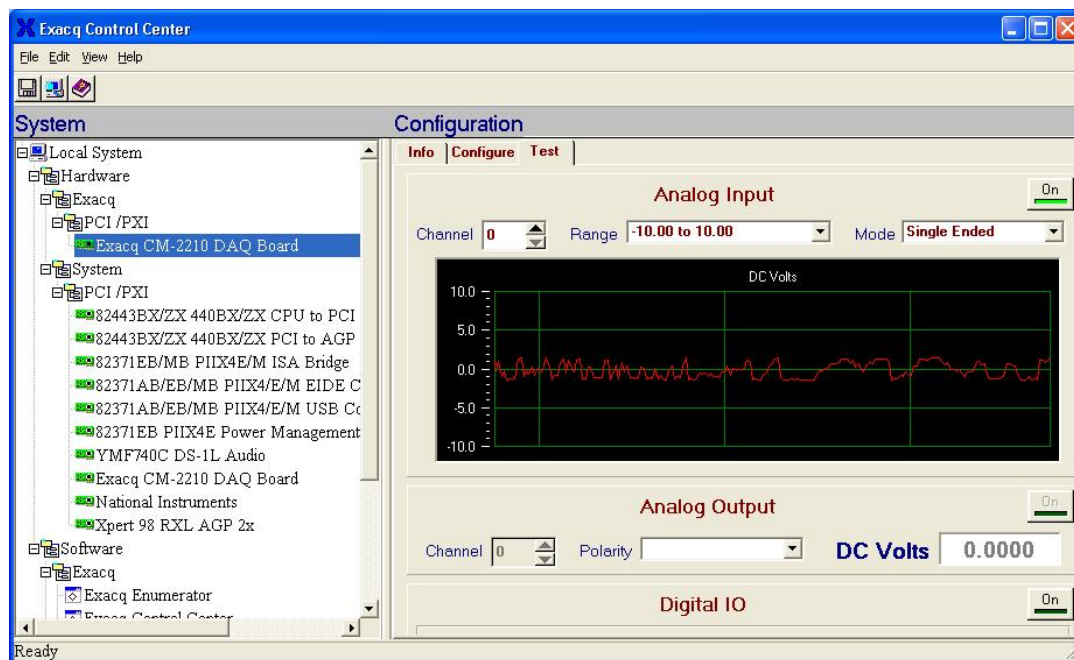 Exacq Control Center
File Edit View Help
System
Local System
Hardware
Exacq
PCI /PXI
Exacq CM-2210 DAQ Board
System
PCI /PXI
82443BX/ZX 440BX/ZX CPU to PCI
82443BX/ZX 440BX/ZX PCI to AGP
82371EB/MB PIIX4E/M ISA Bridge
82371AB/EB/MB PIIX4/E/M EIDE C
82371AB/EB/MB PIIX4/E/M USB Co
82371EB PIIX4E Power Management
YMF740C DS-1L Audio
Exacq CM-2210 DAQ Board
National Instruments
Xpert 98 RXL AGP 2x
Software
Exacq
Exacq Enumerator
Exacq Control Center
Configuration
Info Configure Test
Analog Input
On
Channel 0 Range -10.00 to 10.00 Mode Single Ended
DC Volts
10.0
5.0
0.0
-5.0
-10.0
Analog Output
On
Channel 0 Polarity DC Volts 0.0000
Digital IO
On
Ready